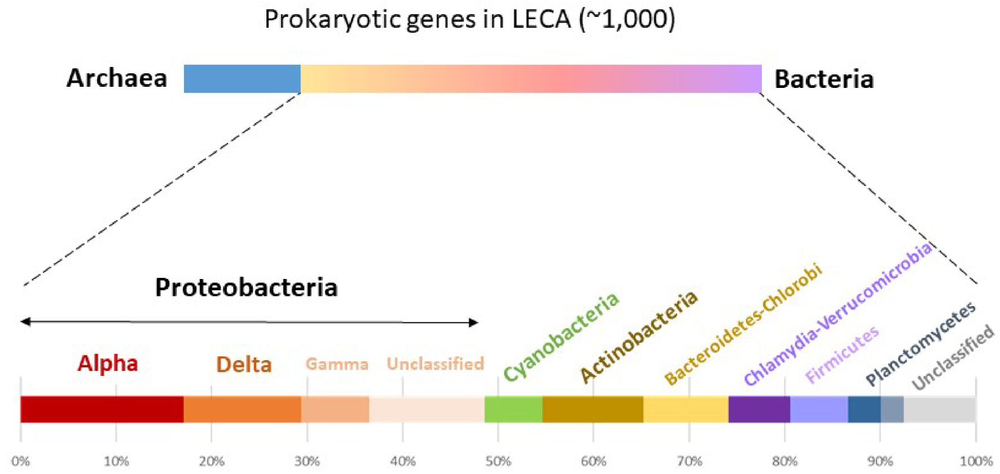 Prokaryotic genes in LECA (~1,000)
Archaea
Bacteria
Proteobacteria
Alpha
Delta
Gamma
Unclassified
Cyanobacteria
Actinobacteria
Bacteroidetes-Chlorobi
Chlamydia-Verrucomicrobia
Firmicutes
Planctomycetes
Unclassified
0% 10% 20% 30% 40% 50% 60% 70% 80% 90% 100%